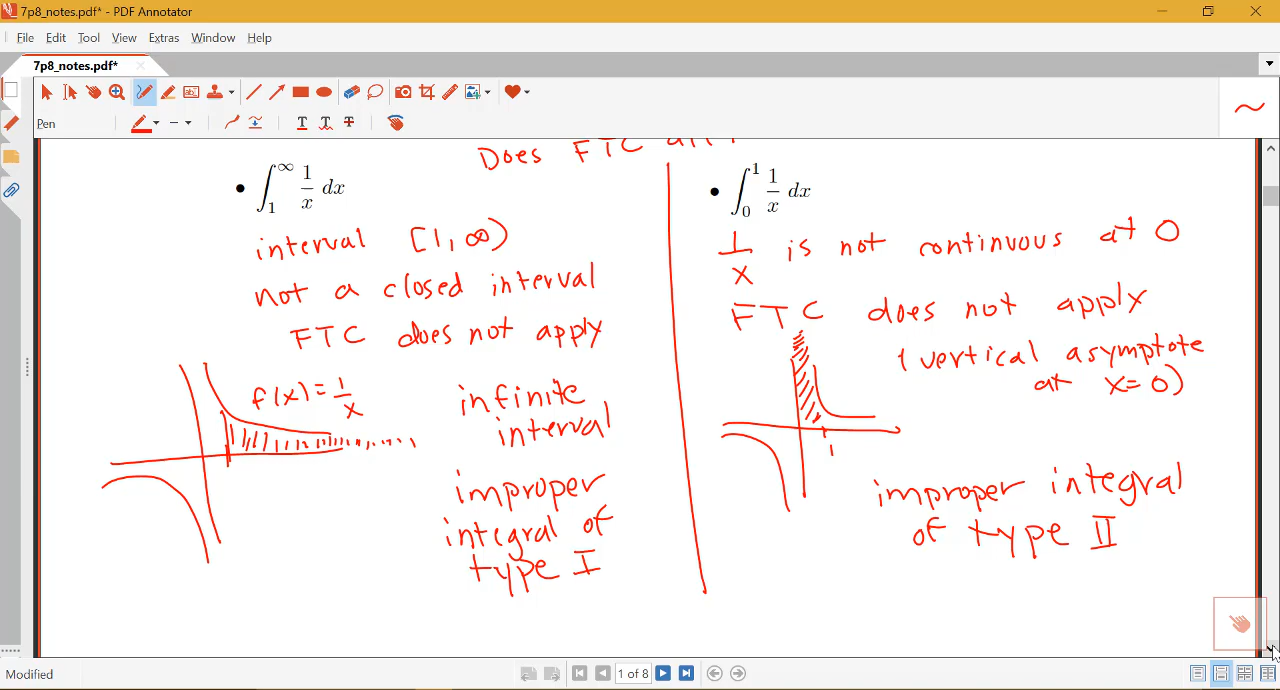 7p8_notes.pdf* - PDF Annotator
File Edit Tool View Extras Window Help
7p8_notes.pdf*
Pen
T T T
Does FTC
• ∫₁^∞ 1/x dx
interval [1, ∞)
not a closed interval
FTC does not apply
f(x) = 1/x
infinite
interval
improper
integral of
type I
• ∫₀¹ 1/x dx
1/x is not continuous at 0
FTC does not apply
(vertical asymptote
at x=0)
1
improper integral
of type II
Modified
1 of 8